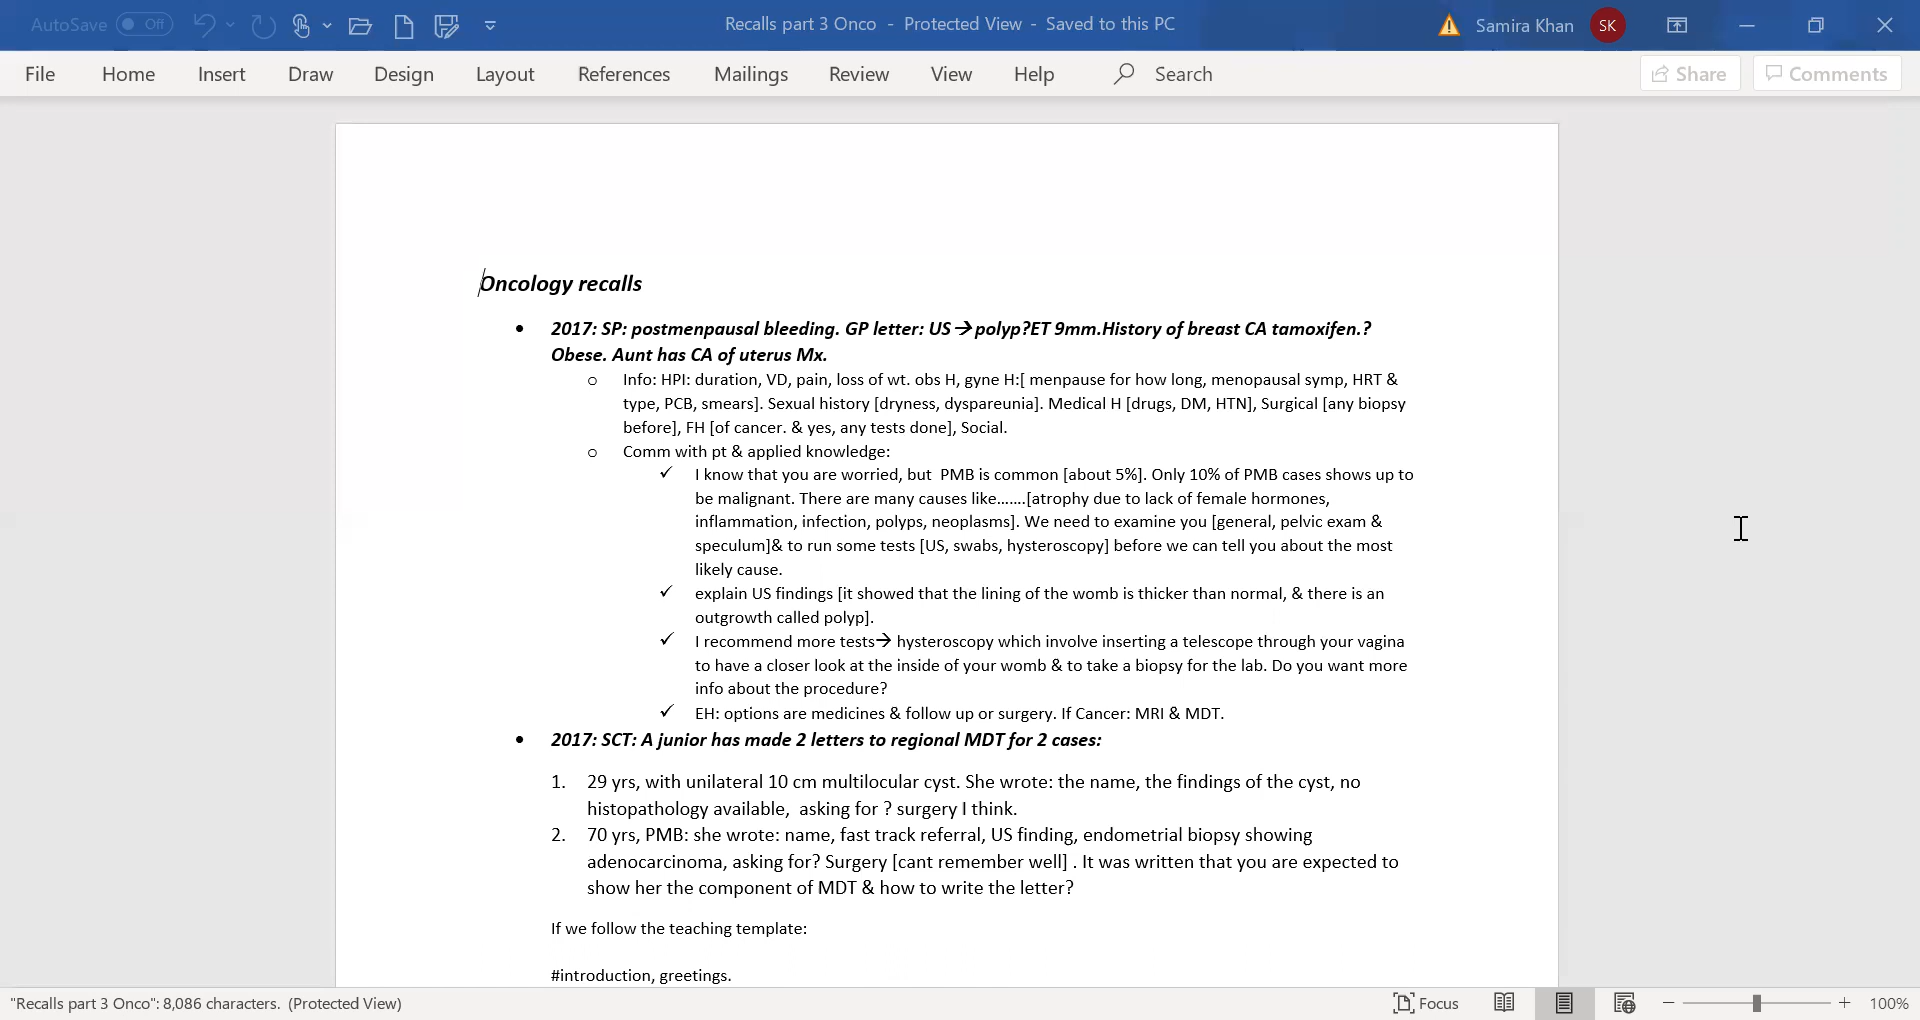 AutoSave Off
Recalls part 3 Onco - Protected View - Saved to this PC
Samira Khan SK
File Home Insert Draw Design Layout References Mailings Review View Help Search Share Comments
Oncology recalls
• 2017: SP: postmenpausal bleeding. GP letter: US → polyp?ET 9mm.History of breast CA tamoxifen.?
Obese. Aunt has CA of uterus Mx.
o Info: HPI: duration, VD, pain, loss of wt. obs H, gyne H:[ menpause for how long, menopausal symp, HRT &
type, PCB, smears]. Sexual history [dryness, dyspareunia]. Medical H [drugs, DM, HTN], Surgical [any biopsy
before], FH [of cancer. & yes, any tests done], Social.
o Comm with pt & applied knowledge:
✓ I know that you are worried, but  PMB is common [about 5%]. Only 10% of PMB cases shows up to
be malignant. There are many causes like…….[atrophy due to lack of female hormones,
inflammation, infection, polyps, neoplasms]. We need to examine you [general, pelvic exam &
speculum]& to run some tests [US, swabs, hysteroscopy] before we can tell you about the most
likely cause.
✓ explain US findings [it showed that the lining of the womb is thicker than normal, & there is an
outgrowth called polyp].
✓ I recommend more tests→ hysteroscopy which involve inserting a telescope through your vagina
to have a closer look at the inside of your womb & to take a biopsy for the lab. Do you want more
info about the procedure?
✓ EH: options are medicines & follow up or surgery. If Cancer: MRI & MDT.
• 2017: SCT: A junior has made 2 letters to regional MDT for 2 cases:
1. 29 yrs, with unilateral 10 cm multilocular cyst. She wrote: the name, the findings of the cyst, no
histopathology available,  asking for ? surgery I think.
2. 70 yrs, PMB: she wrote: name, fast track referral, US finding, endometrial biopsy showing
adenocarcinoma, asking for? Surgery [cant remember well] . It was written that you are expected to
show her the component of MDT & how to write the letter?
If we follow the teaching template:
#introduction, greetings.
"Recalls part 3 Onco": 8,086 characters. (Protected View)
Focus
100%